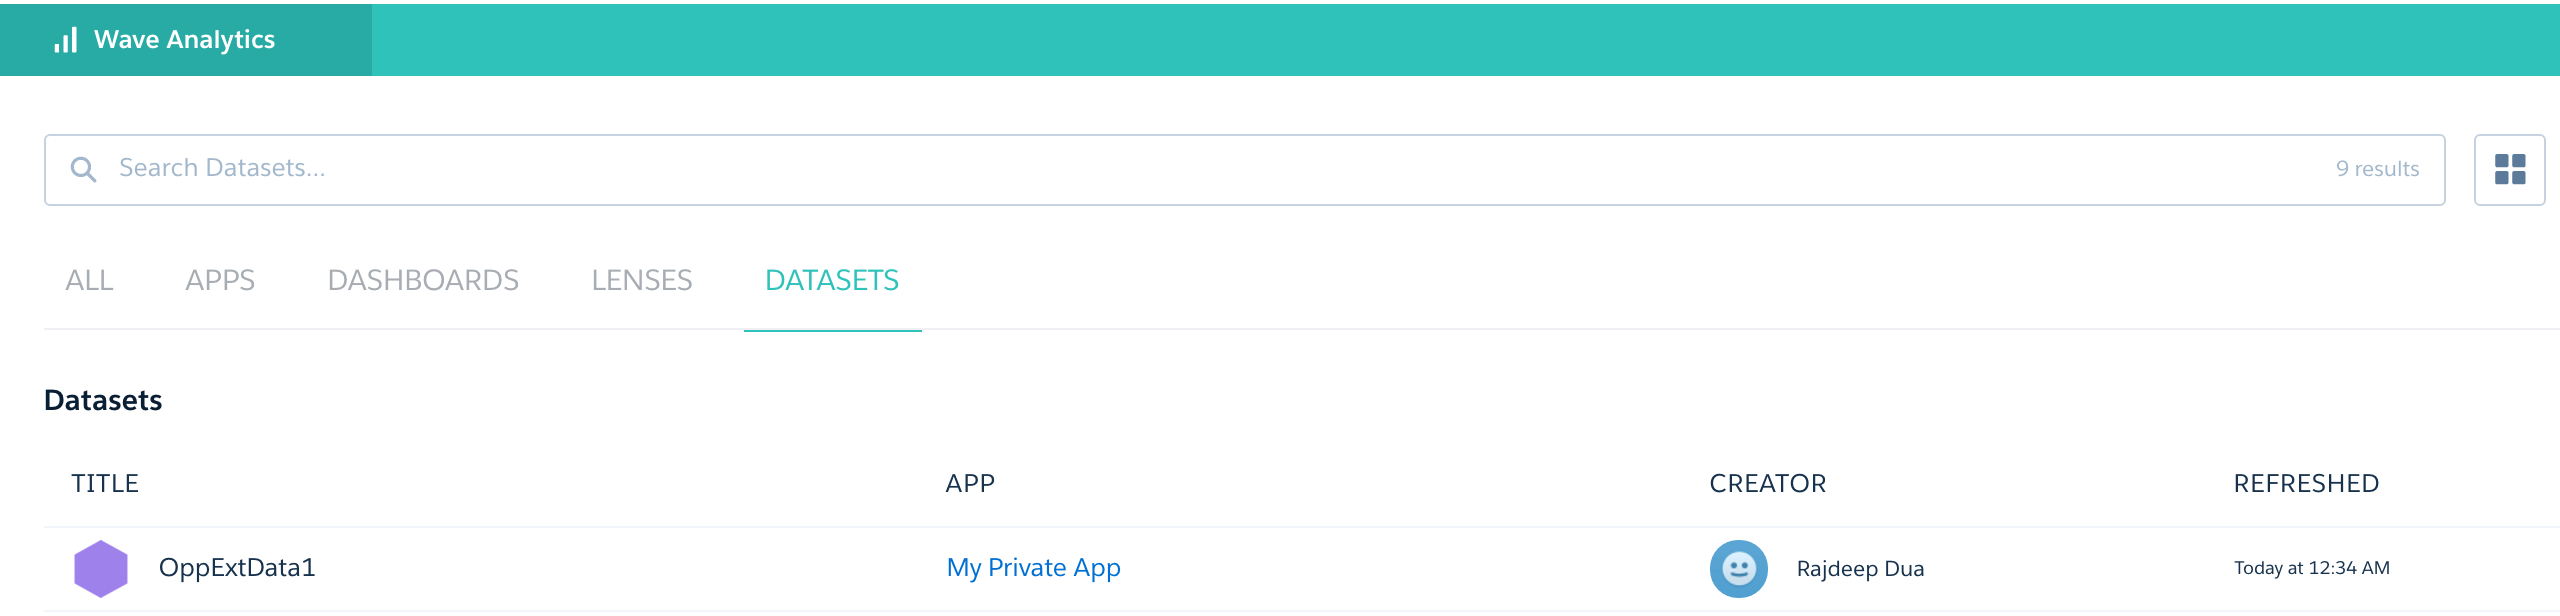 Wave Analytics
Search Datasets...
9 results
ALL APPS DASHBOARDS LENSES DATASETS
Datasets
TITLE APP CREATOR REFRESHED
OppExtData1 My Private App Rajdeep Dua Today at 12:34 AM